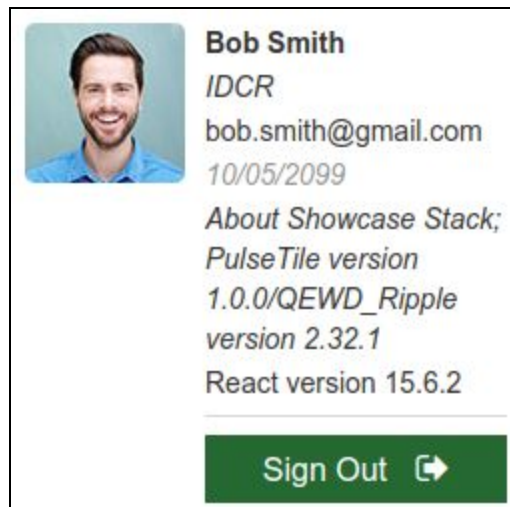 Bob Smith
IDCR
bob.smith@gmail.com
10/05/2099
About Showcase Stack;
PulseTile version
1.0.0/QEWD_Ripple
version 2.32.1
React version 15.6.2
Sign Out